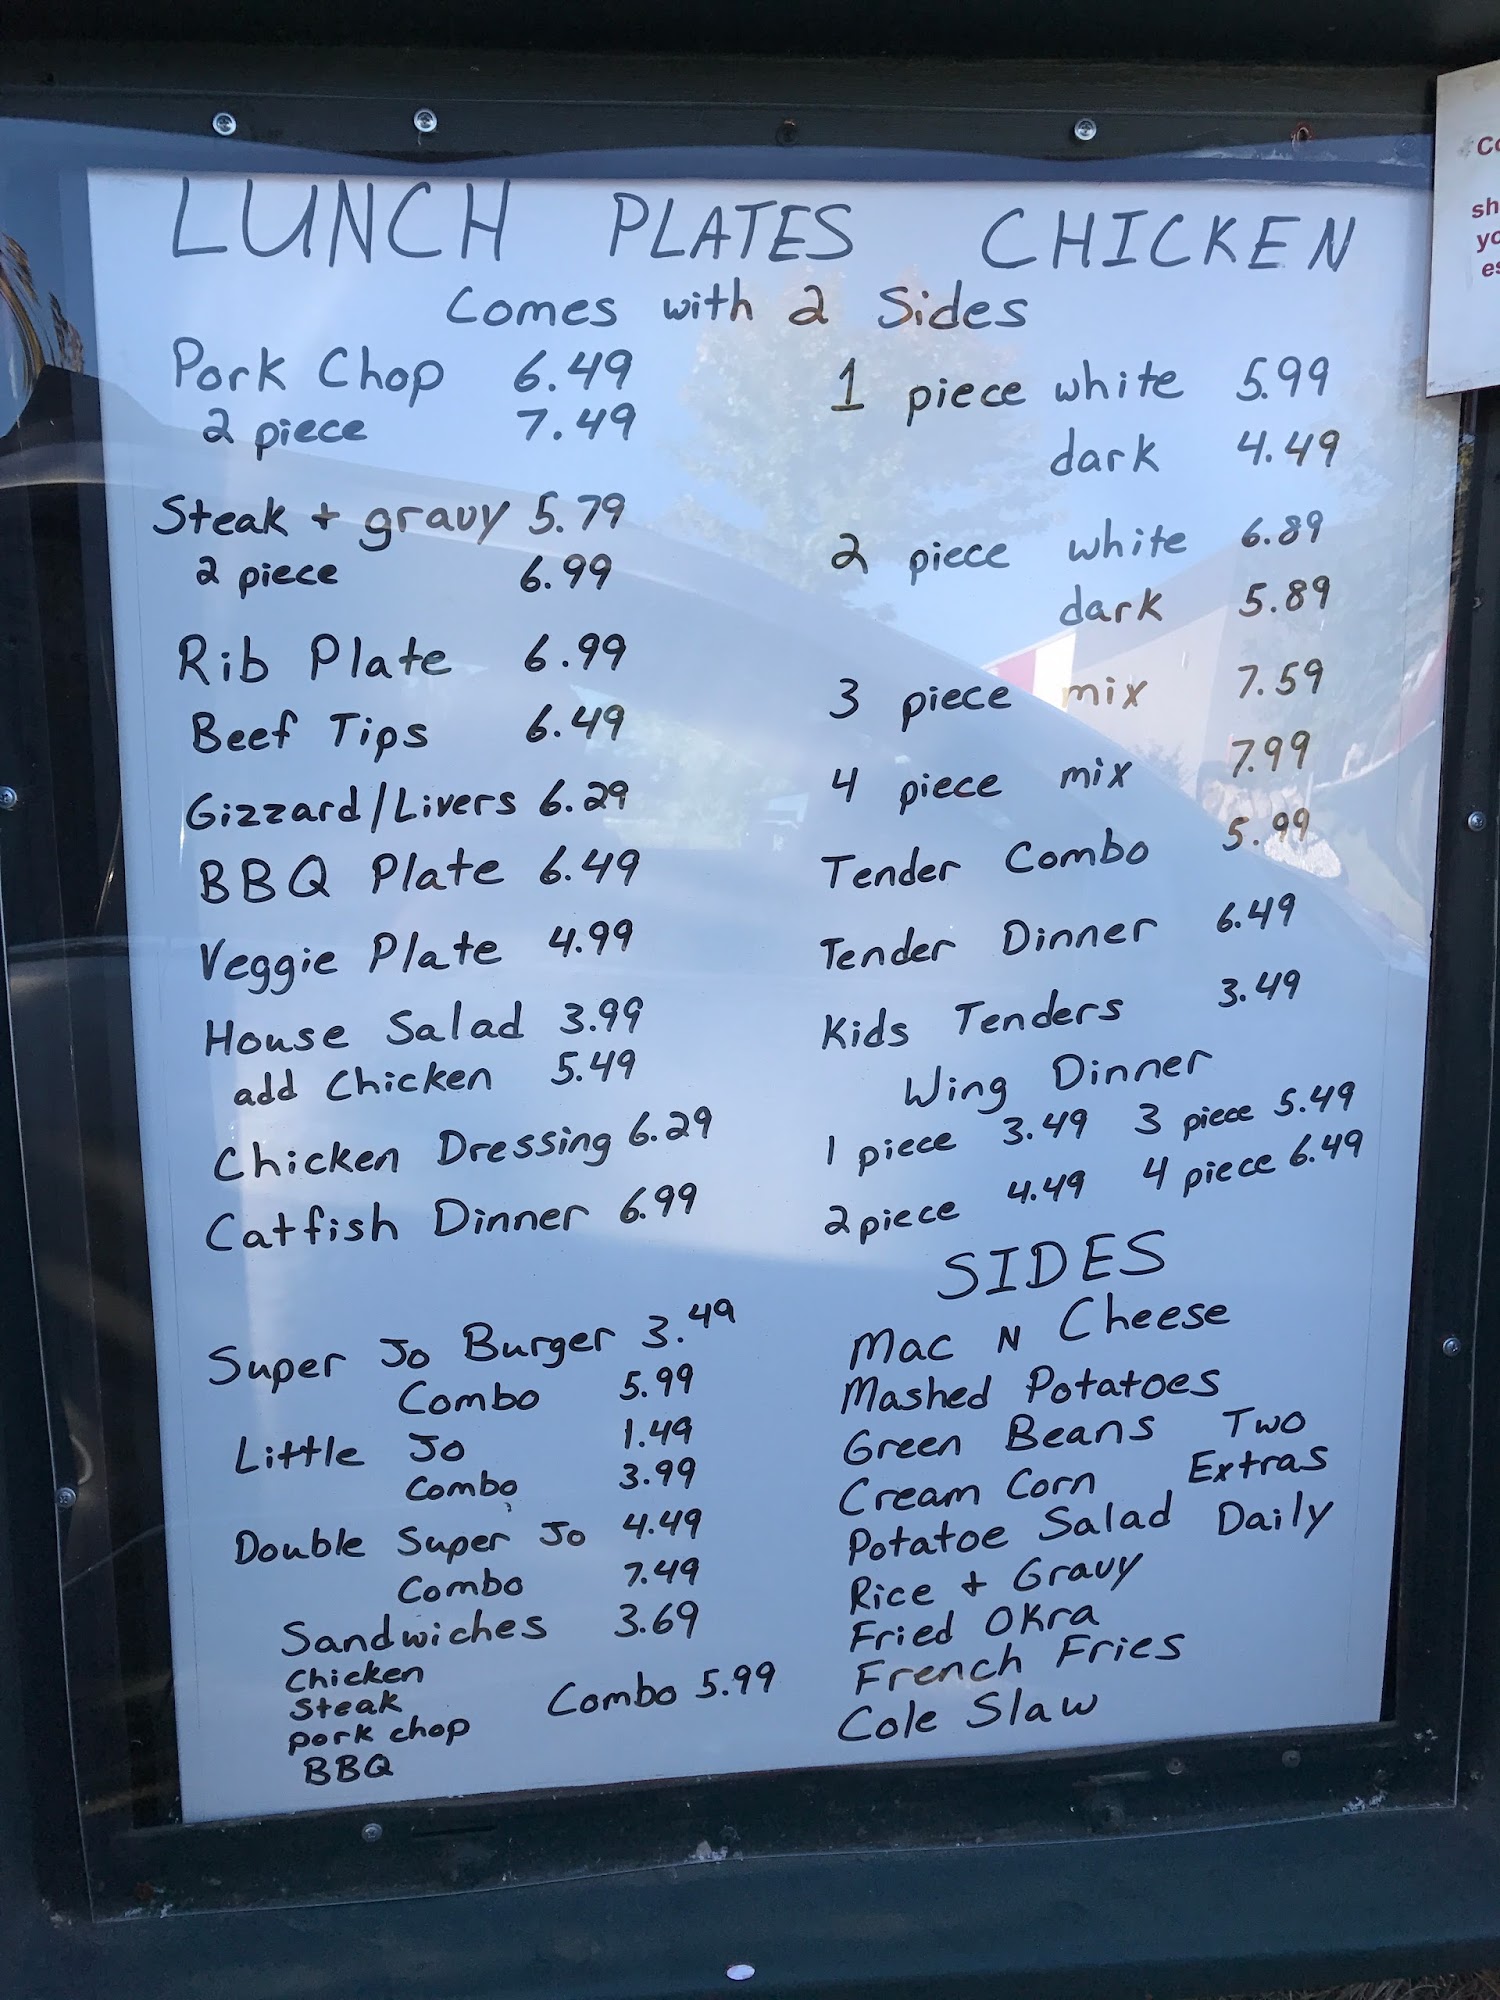 LUNCH PLATES CHICKEN
Comes with 2 Sides
Pork Chop 6.49
2 piece 7.49
Steak + gravy 5.79
2 piece 6.99
Rib Plate 6.99
Beef Tips 6.49
Gizzard/Livers 6.29
BBQ Plate 6.49
Veggie Plate 4.99
House Salad 3.99
add Chicken 5.49
Chicken Dressing 6.29
Catfish Dinner 6.99
Super Jo Burger 3.49
Combo 5.99
Little Jo 1.49
Combo 3.99
Double Super Jo 4.49
Combo 7.49
Sandwiches 3.69
Chicken
Steak
pork chop
BBQ
Combo 5.99
1 piece white 5.99
dark 4.49
2 piece white 6.89
dark 5.89
3 piece mix 7.59
4 piece mix 7.99
Tender Combo 5.99
Tender Dinner 6.49
Kids Tenders 3.49
Wing Dinner
1 piece 3.49 3 piece 5.49
2 piece 4.49 4 piece 6.49
SIDES
Mac N Cheese
Mashed Potatoes
Green Beans
Cream Corn
Potatoe Salad
Rice + Gravy
Fried Okra
French Fries
Cole Slaw
Two
Extras
Daily